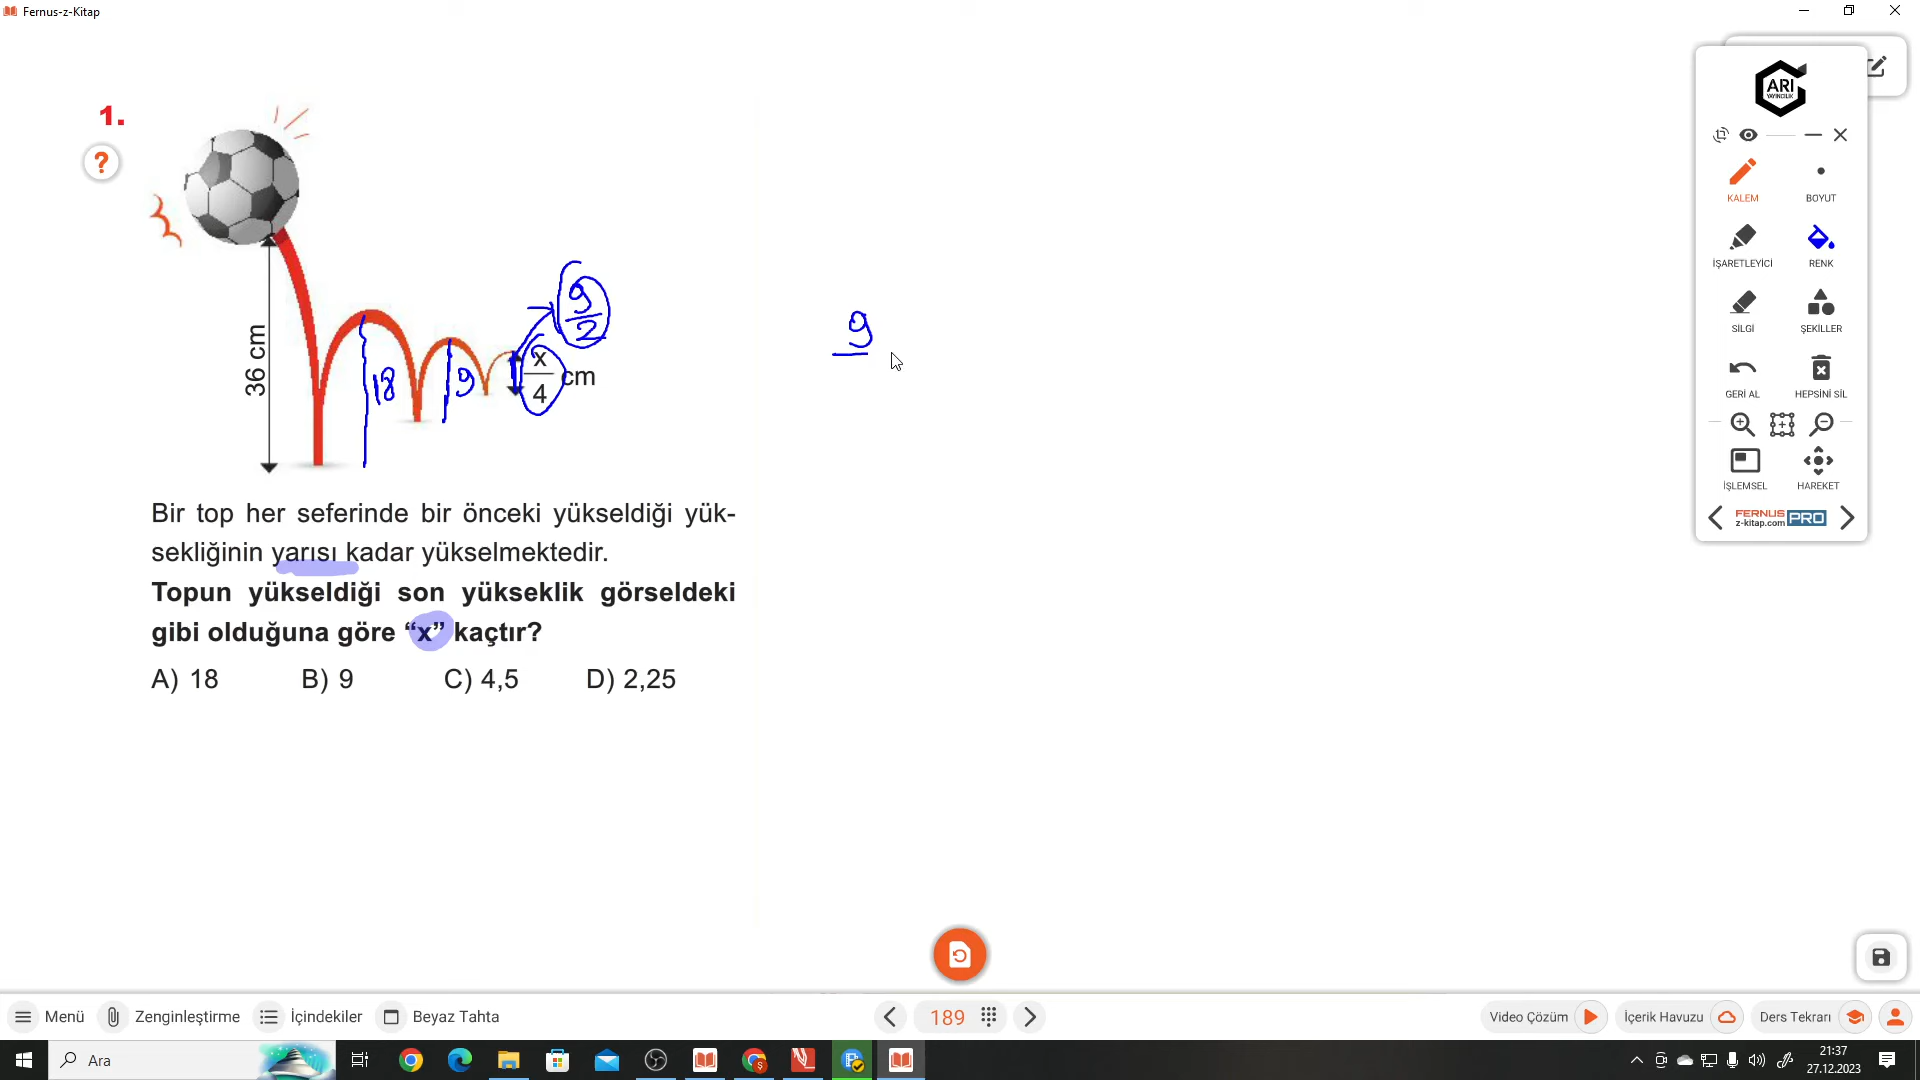 Fernus-z-Kitap
1.
?
36 cm
18
9
9
2
x
4
cm
9
Bir top her seferinde bir önceki yükseldiği yük-
sekliğinin yarısı kadar yükselmektedir.
Topun yükseldiği son yükseklik görseldeki
gibi olduğuna göre “x” kaçtır?
A) 18 B) 9 C) 4,5 D) 2,25
ARI
YAYINCILIK
KALEM BOYUT
İŞARETLEYİCİ RENK
SİLGİ ŞEKİLLER
GERİ AL HEPSİNİ SİL
İŞLEMSEL HAREKET
FERNUS
z-kitap.com PRO
Menü Zenginleştirme İçindekiler Beyaz Tahta 189 Video Çözüm İçerik Havuzu Ders Tekrarı
Ara
21:37
27.12.2023